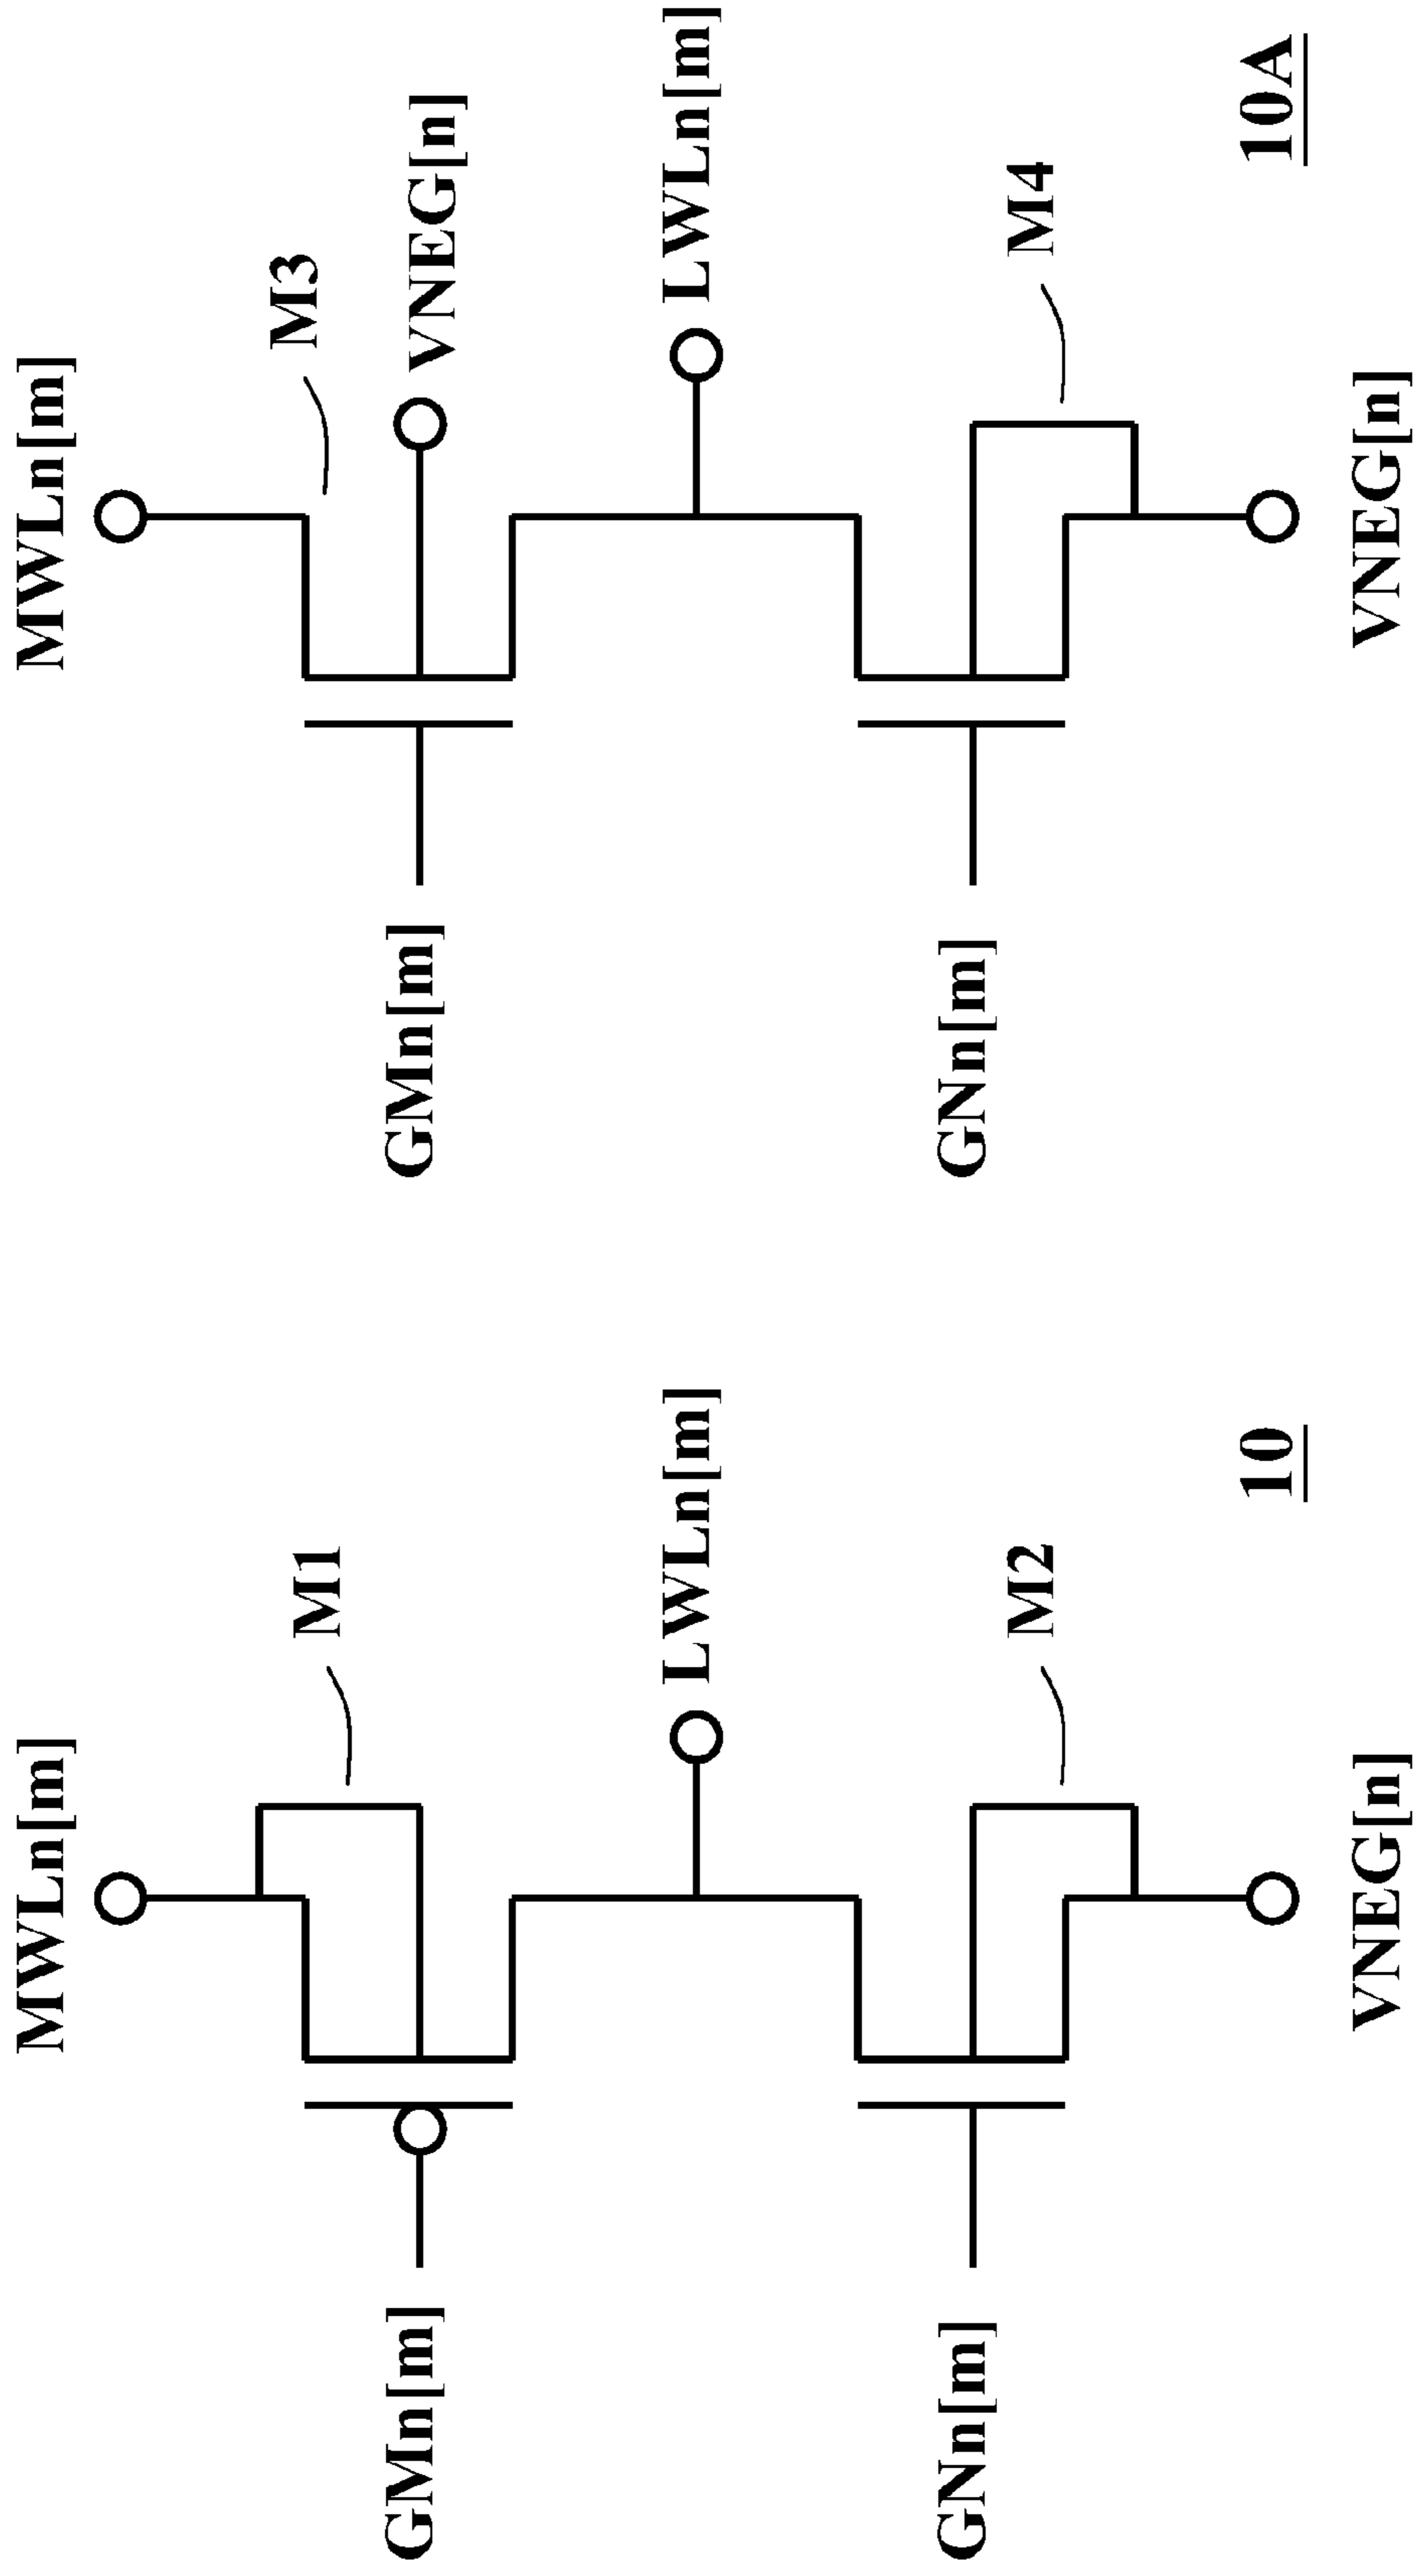 MWLn[m]
M1
GMn[m]
LWLn[m]
M2
GNn[m]
10
VNEG[n]
MWLn[m]
M3
VNEG[n]
GMn[m]
LWLn[m]
M4
GNn[m]
10A
VNEG[n]